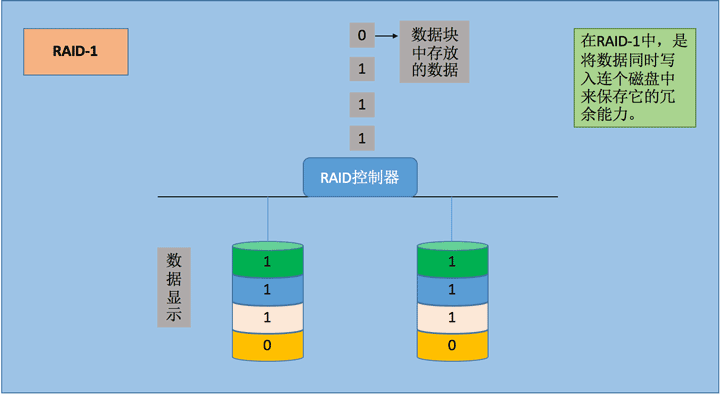 RAID-1
0
数据块
中存放
的数据
1
1
1
在RAID-1中，是
将数据同时写
入连个磁盘中
来保存它的冗
余能力。
RAID控制器
数
据
显
示
1
1
1
0
1
1
1
0